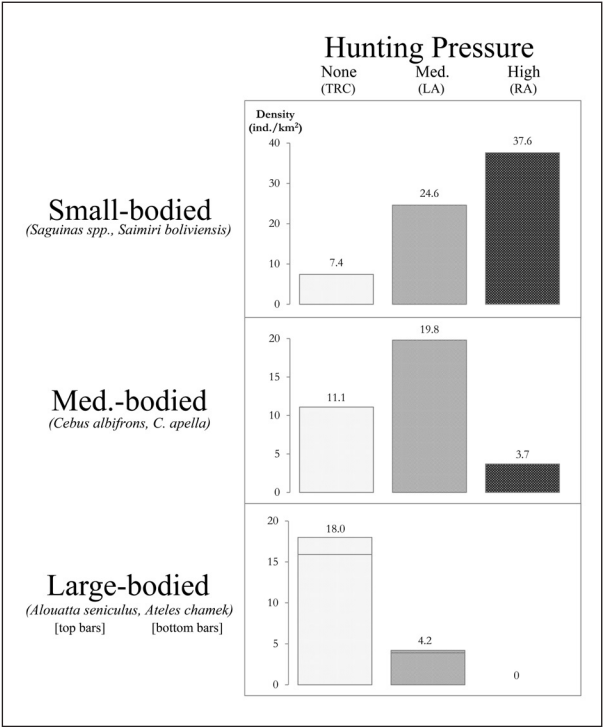 Hunting Pressure
None Med. High
(TRC) (LA) (RA)
Density
(ind./km²)
40
30
20
10
0
7.4
24.6
37.6
Small-bodied
(Saguinas spp., Saimiri boliviensis)
20
15
10
5
0
11.1
19.8
3.7
Med.-bodied
(Cebus albifrons, C. apella)
20
15
10
5
0
18.0
4.2
0
Large-bodied
(Alouatta seniculus, Ateles chamek)
[top bars] [bottom bars]